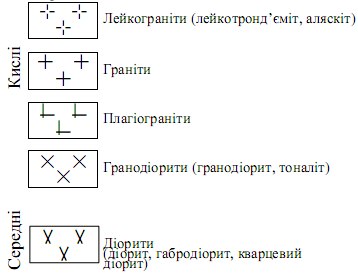 Кислі
Лейкограніти (лейкотронд’єміт, аляскіт)
Граніти
Плагіограніти
Гранодіорити (гранодіорит, тоналіт)
Середні
Діорити
(діорит, габродіорит, кварцевий
діорит)